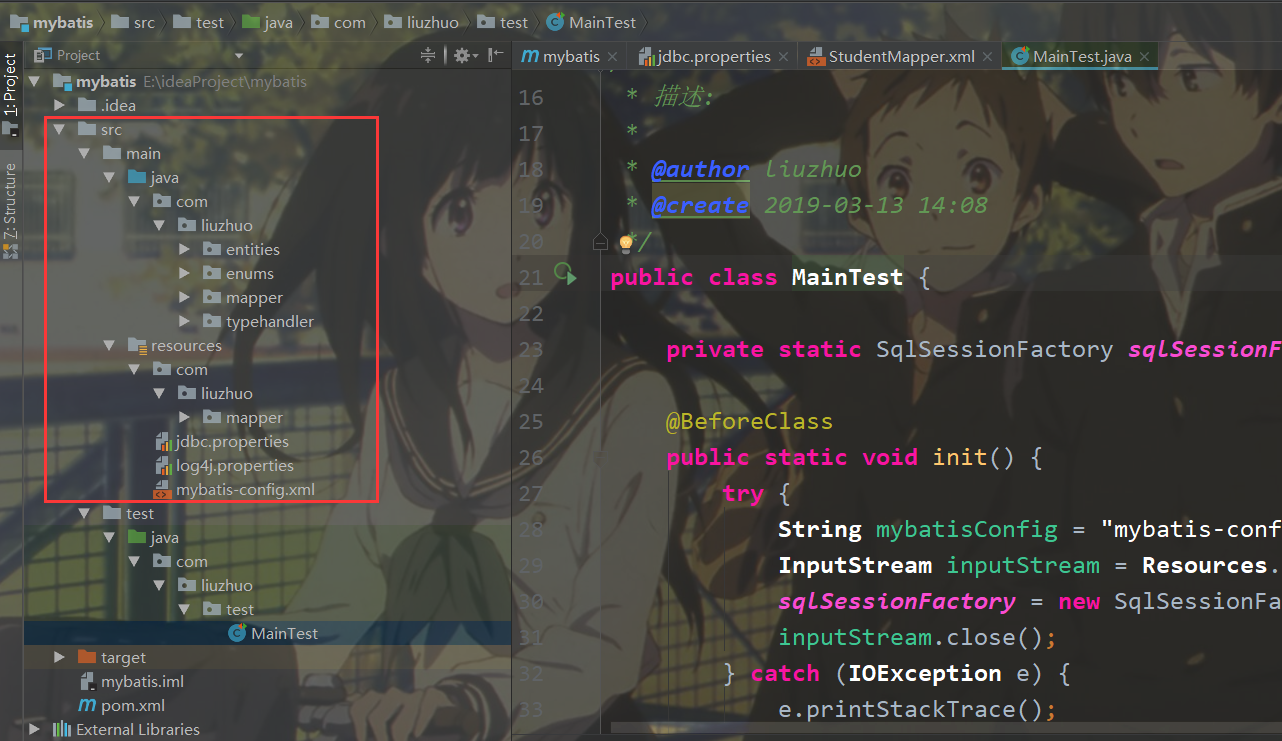 mybatis src test java com liuzhuo test MainTest
1: Project
Z: Structure
Project
mybatis E:\ideaProject\mybatis
.idea
src
main
java
com
liuzhuo
entities
enums
mapper
typehandler
resources
com
liuzhuo
mapper
jdbc.properties
log4j.properties
mybatis-config.xml
test
java
com
liuzhuo
test
MainTest
target
mybatis.iml
m pom.xml
External Libraries
m mybatis × jdbc.properties × StudentMapper.xml × MainTest.java ×
16 * 描述:
17 *
18 * @author liuzhuo
19 * @create 2019-03-13 14:08
20 */
21 public class MainTest {
22
23 private static SqlSessionFactory sqlSessionF
24
25 @BeforeClass
26 public static void init() {
27 try {
28 String mybatisConfig = "mybatis-conf
29 InputStream inputStream = Resources.
30 sqlSessionFactory = new SqlSessionFa
31 inputStream.close();
32 } catch (IOException e) {
33 e.printStackTrace();